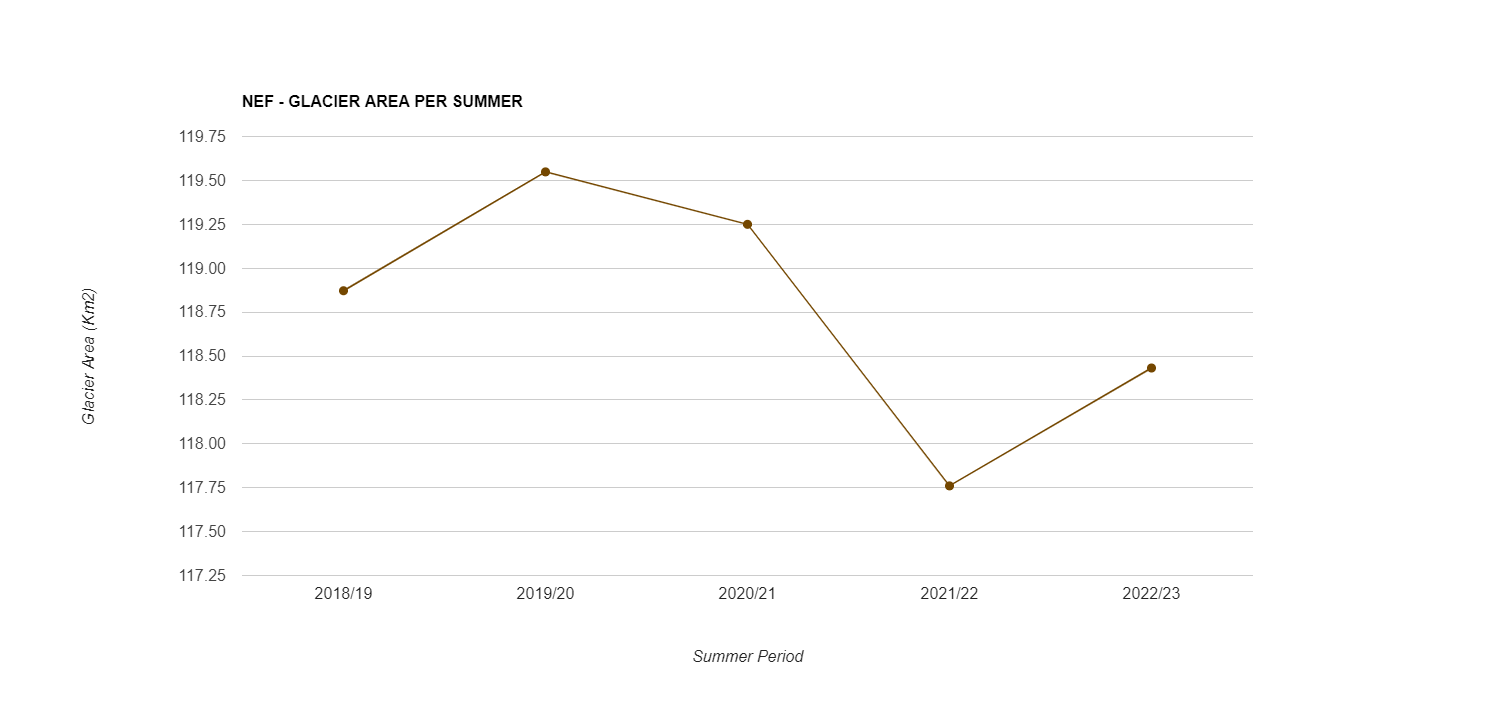 NEF - GLACIER AREA PER SUMMER
119.75
119.50
119.25
119.00
118.75
118.50
118.25
118.00
117.75
117.50
117.25
Glacier Area (Km2)
2018/19 2019/20 2020/21 2021/22 2022/23
Summer Period